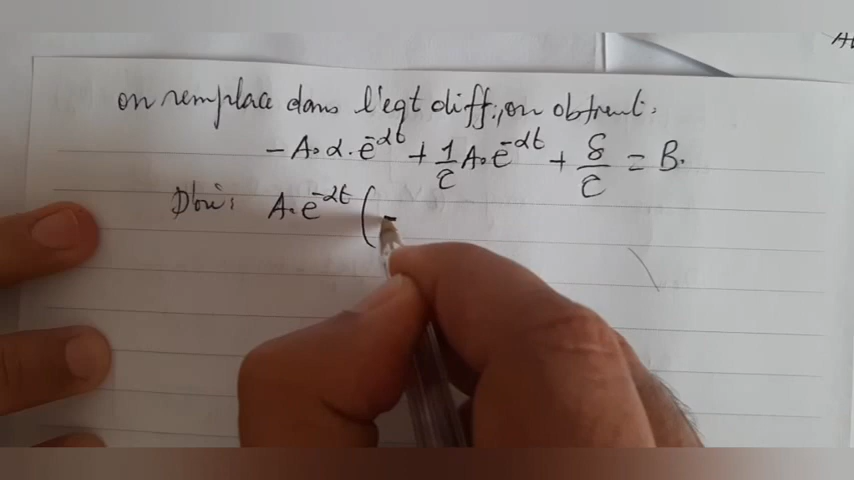 on remplace dans l'eqt diff:, on obtient:
- A. α. e^-αt + 1/τ A. e^-αt + δ/τ = B.
D'où: A. e^-αt ( -